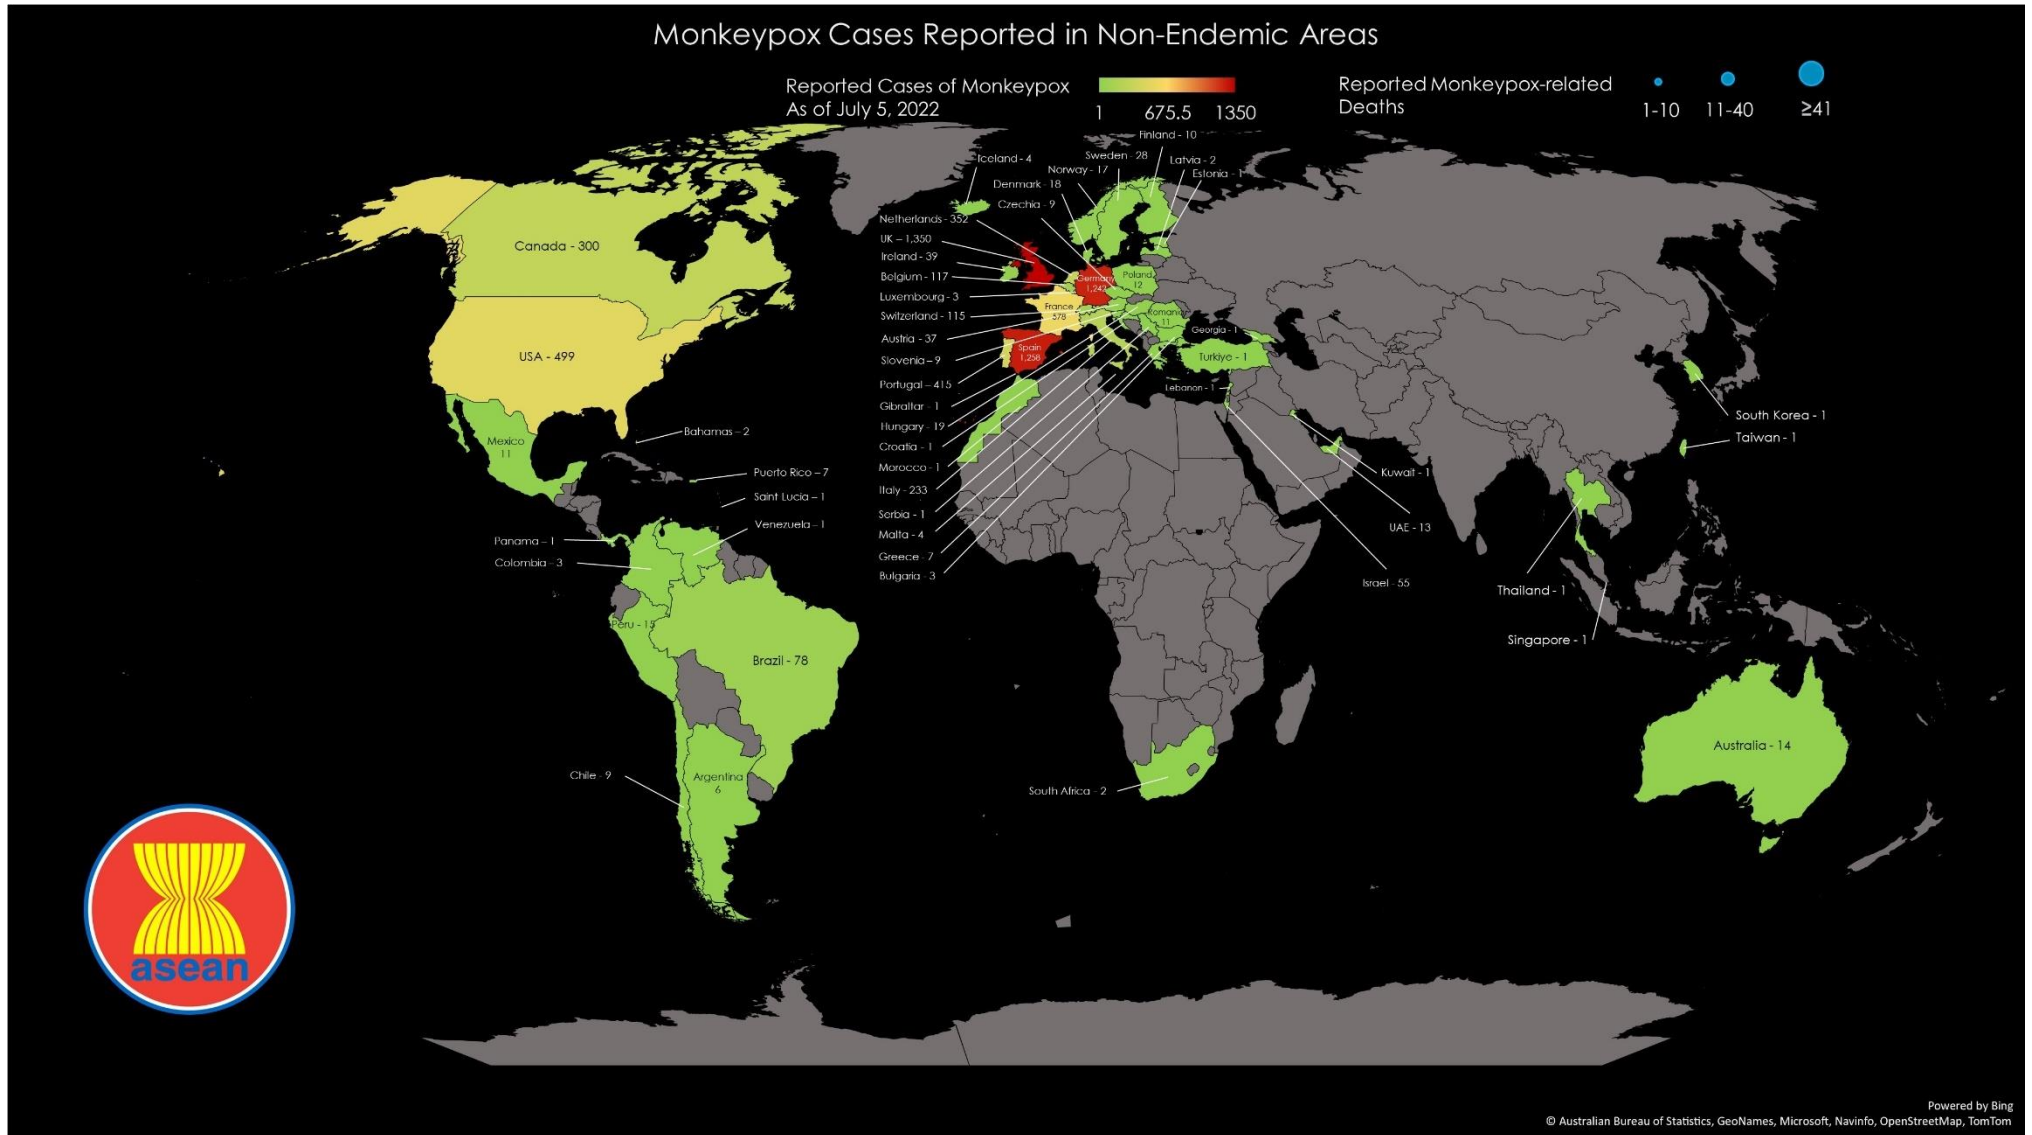 Monkeypox Cases Reported in Non-Endemic Areas
Reported Cases of Monkeypox
As of July 5, 2022
1 675.5 1350
Reported Monkeypox-related
Deaths
1-10 11-40 ≥41
Finland - 10
Sweden - 28
Latvia - 2
Iceland - 4
Norway - 17
Estonia - 1
Denmark - 18
Czechia - 9
Netherlands - 352
UK – 1,350
Ireland - 39
Belgium - 117
Luxembourg - 3
Switzerland - 115
Austria - 37
Slovenia – 9
Portugal – 415
Gibraltar - 1
Hungary - 19
Croatia - 1
Morocco - 1
Italy - 233
Serbia - 1
Malta - 4
Greece - 7
Bulgaria - 3
Germany
1,242
Poland
12
France
578
Romania
11
Spain
1,258
Georgia - 1
Turkiye - 1
Lebanon - 1
Canada - 300
USA - 499
Mexico
11
Bahamas – 2
Puerto Rico – 7
Saint Lucia – 1
Venezuela – 1
Panama – 1
Colombia - 3
Peru - 15
Brazil - 78
Chile - 9
Argentina
6
South Africa - 2
Kuwait - 1
UAE - 13
Israel - 55
South Korea - 1
Taiwan - 1
Thailand - 1
Singapore - 1
Australia - 14
asean
Powered by Bing
© Australian Bureau of Statistics, GeoNames, Microsoft, Navinfo, OpenStreetMap, TomTom